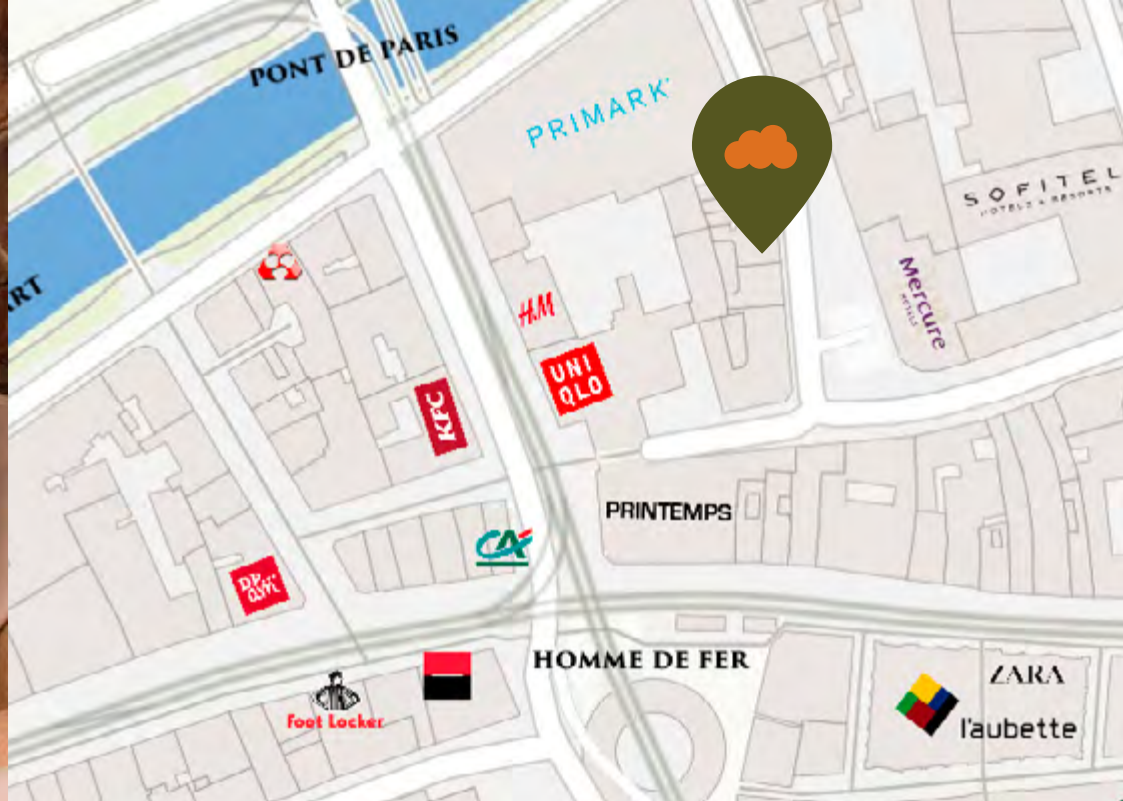 PONT DE PARIS
PRIMARK
SOFITEL
HOTELS & RESORTS
Mercure
HOTELS
ART
H&M
UNI
QLO
KFC
PRINTEMPS
CA
HOMME DE FER
Foot Locker
ZARA
l'aubette